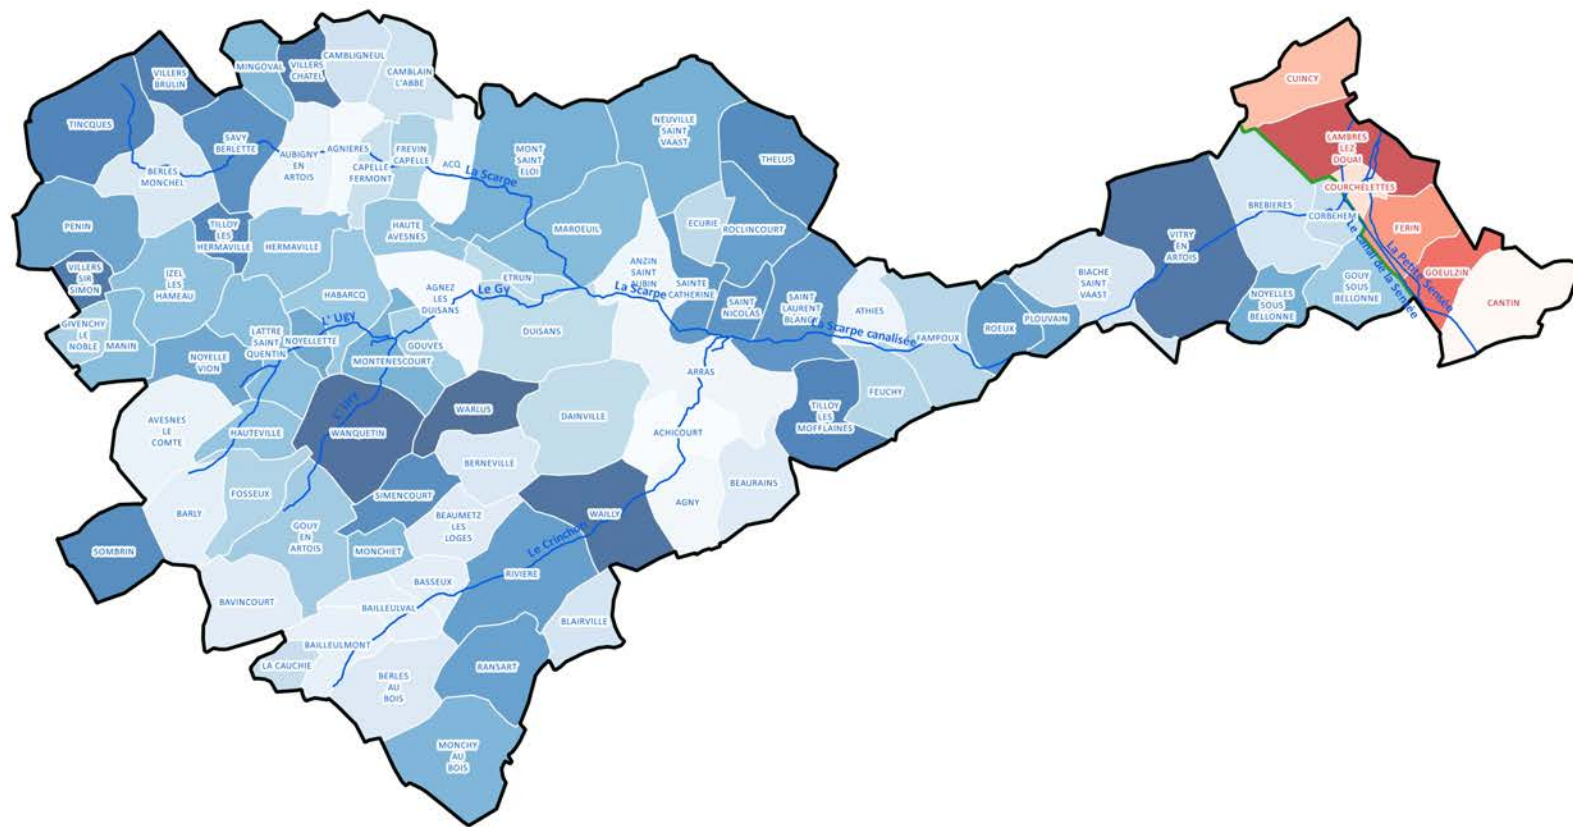 CUINCY
VILLERS
BRULIN
MINGOVAL
VILLERS
CHATEL
CAMBLIGNEUL
CAMBLAIN
L'ABBE
TINCQUES
SAVY
BERLETTE
BERLES
MONCHEL
AUBIGNY
EN
ARTOIS
AGNIERES
CAPELLE
FERMONT
FREVIN
CAPELLE
ACQ
La Scarpe
MONT
SAINT
ELOI
NEUVILLE
SAINT
VAAST
THELUS
LAMBRES
LEZ
DOUAI
COURCHELETTES
PENIN
TILLOY
LES
HERMAVILLE
HERMAVILLE
HAUTE
AVESNES
MAROEUIL
ECURIE
ROCLINCOURT
VITRY
EN
ARTOIS
BREBIERES
CORBEHEM
FERIN
VILLERS
SIR
SIMON
IZEL
LES
HAMEAU
HABARCQ
AGNEZ
LES
DUISANS
ETRUN
Le Gy
ANZIN
SAINT
AUBIN
La Scarpe
SAINTE
CATHERINE
SAINT
NICOLAS
SAINT
LAURENT
BLANGY
ATHIES
BIACHE
SAINT
VAAST
NOYELLES
SOUS
BELLONNE
GOUY
SOUS
BELLONNE
Le canal de la Sensée
La Petite Sensée
GOEULZIN
CANTIN
GIVENCHY
LE
NOBLE
MANIN
NOYELLE
VION
LATTRE
SAINT
QUENTIN
L' Ugy
NOYELLETTE
MONTENESCOURT
GOUVES
DUISANS
La Scarpe canalisée
FAMPOUX
ROEUX
PLOUVAIN
ARRAS
FEUCHY
TILLOY
LES
MOFFLAINES
AVESNES
LE
COMTE
HAUTEVILLE
WANQUETIN
WARLUS
DAINVILLE
ACHICOURT
BERNEVILLE
FOSSEUX
SIMENCOURT
BEAURAINS
AGNY
BARLY
BEAUMETZ
LES
LOGES
WAILLY
Le Crinchon
GOUY
EN
ARTOIS
MONCHIET
SOMBRIN
RIVIERE
BASSEUX
BAVINCOURT
BAILLEULVAL
BLAIRVILLE
BAILLEULMONT
LA CAUCHIE
RANSART
BERLES
AU
BOIS
MONCHY
AU
BOIS